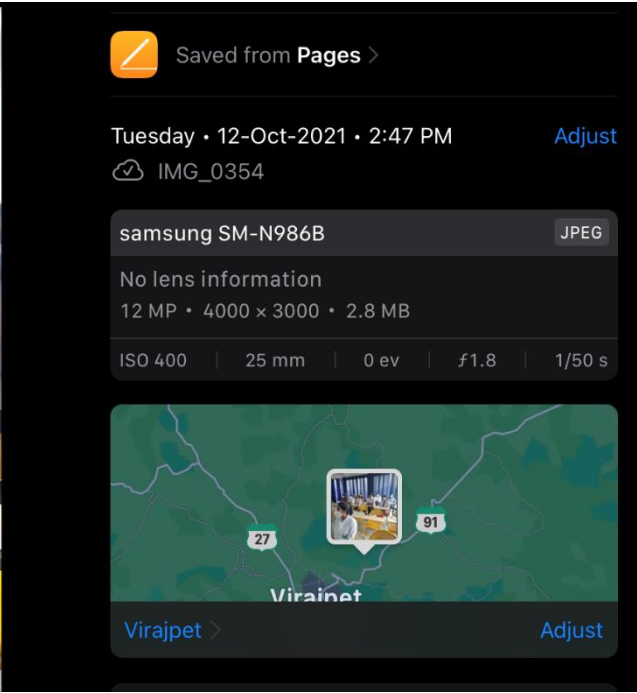 Saved from Pages >
Tuesday • 12-Oct-2021 • 2:47 PM Adjust
IMG_0354
samsung SM-N986B JPEG
No lens information
12 MP • 4000 × 3000 • 2.8 MB
ISO 400 25 mm 0 ev ƒ1.8 1/50 s
91
27
Virajpet
Virajpet > Adjust